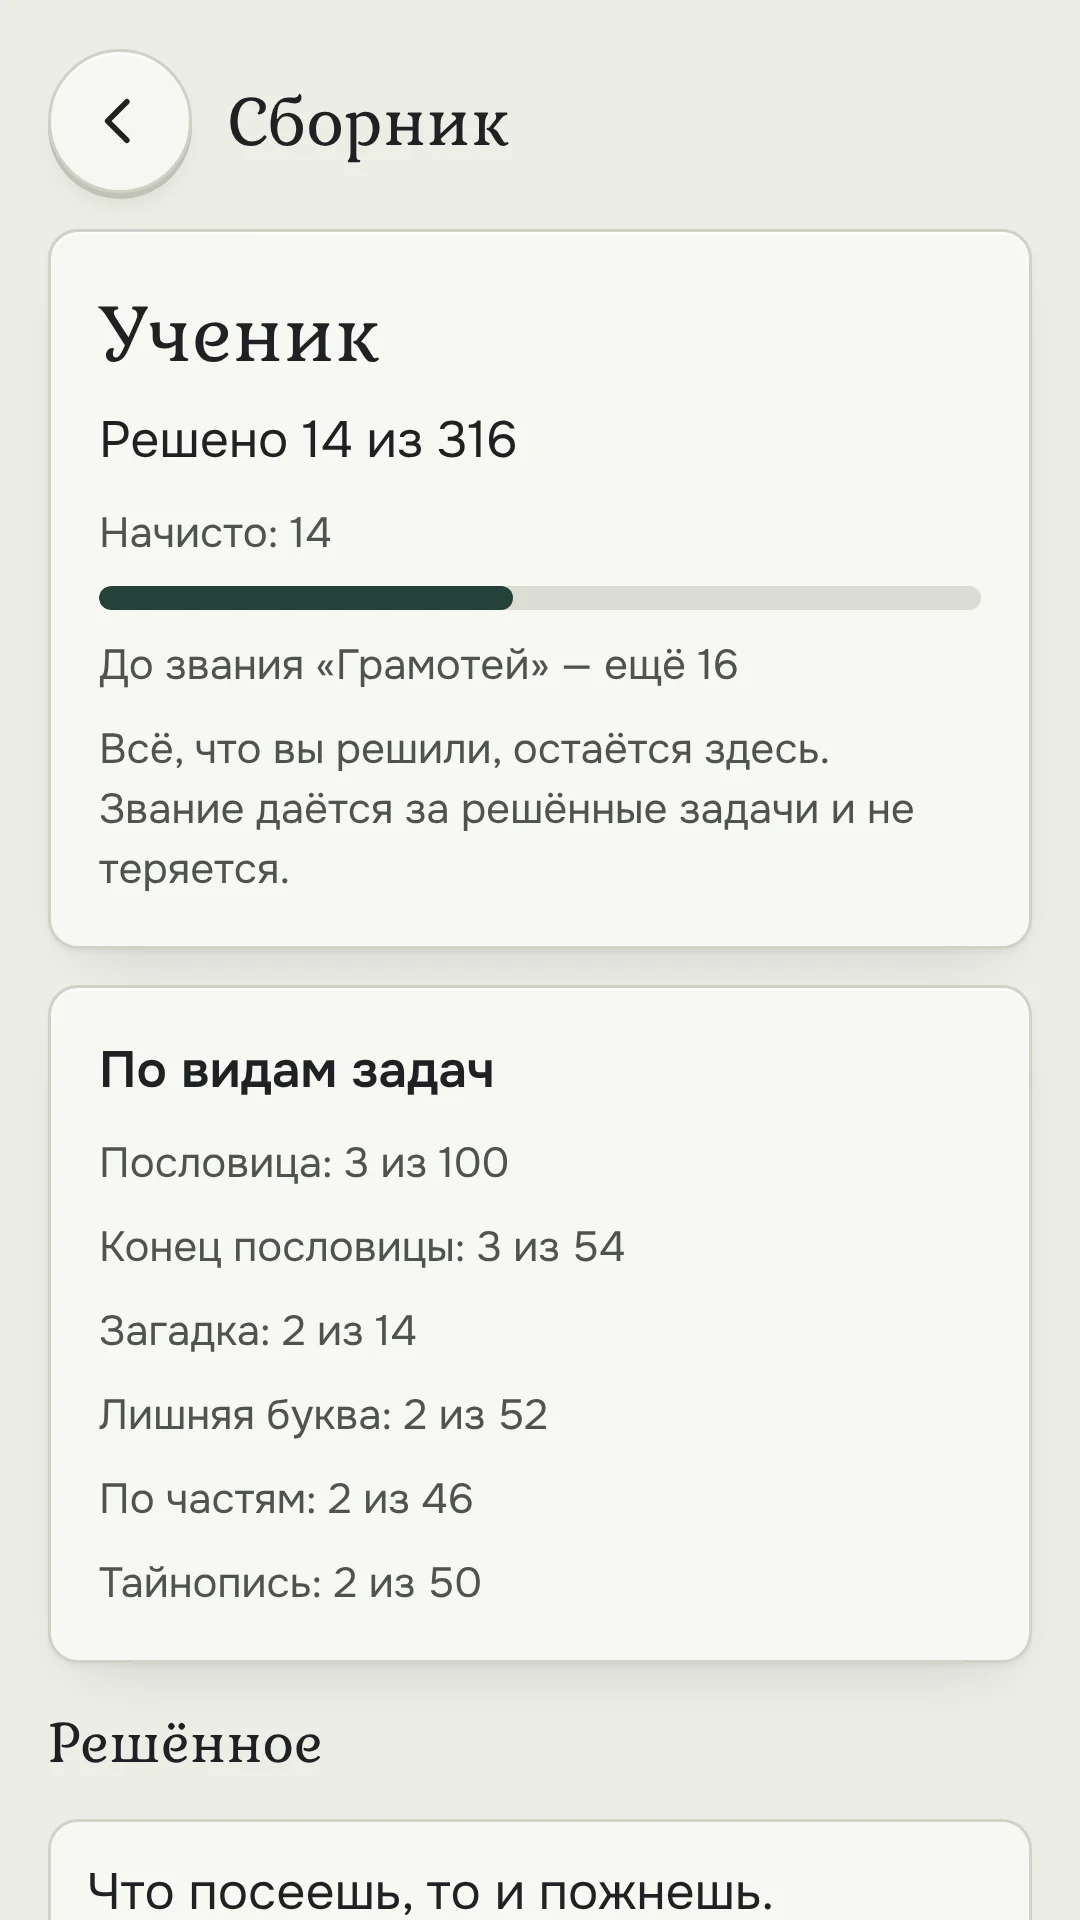 Сборник
Ученик
Решено 14 из 316
Начисто: 14
До звания «Грамотей» — ещё 16
Всё, что вы решили, остаётся здесь.
Звание даётся за решённые задачи и не
теряется.
По видам задач
Пословица: 3 из 100
Конец пословицы: 3 из 54
Загадка: 2 из 14
Лишняя буква: 2 из 52
По частям: 2 из 46
Тайнопись: 2 из 50
Решённое
Что посеешь, то и пожнешь.